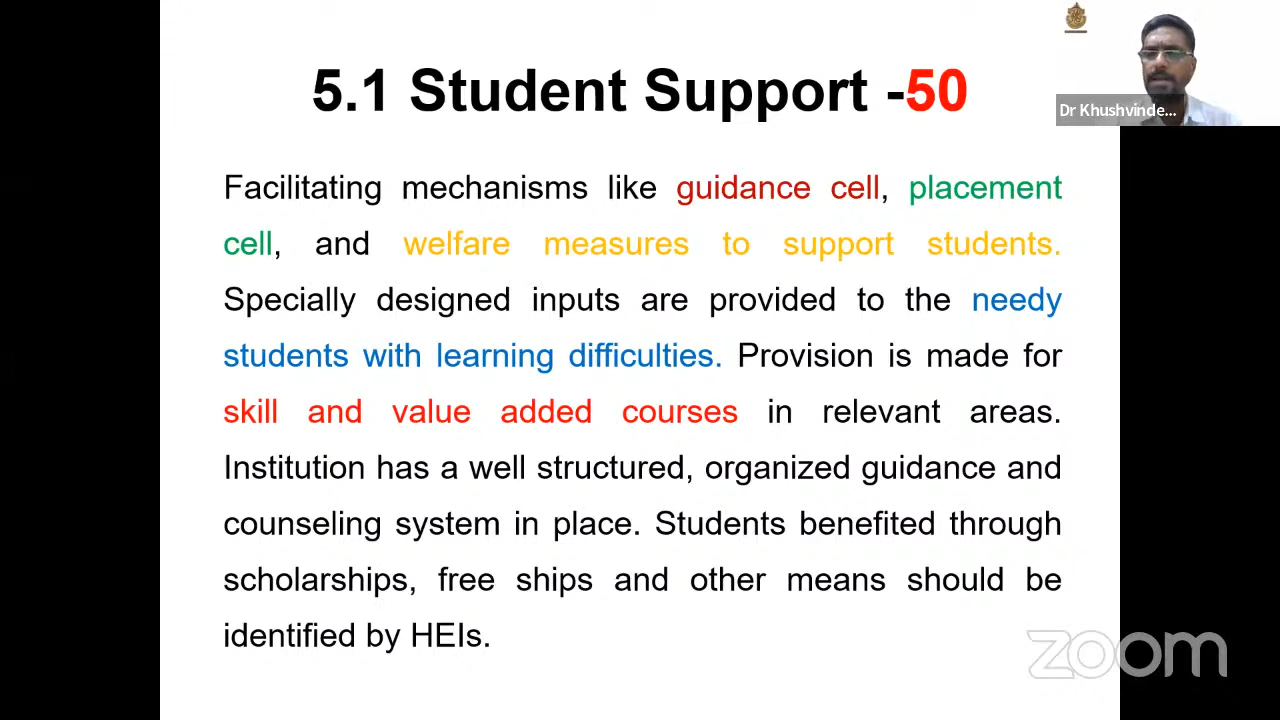 5.1 Student Support -50
Dr Khushvinde...
Facilitating mechanisms like guidance cell, placement
cell, and welfare measures to support students.
Specially designed inputs are provided to the needy
students with learning difficulties. Provision is made for
skill and value added courses in relevant areas.
Institution has a well structured, organized guidance and
counseling system in place. Students benefited through
scholarships, free ships and other means should be
identified by HEIs.
zoom